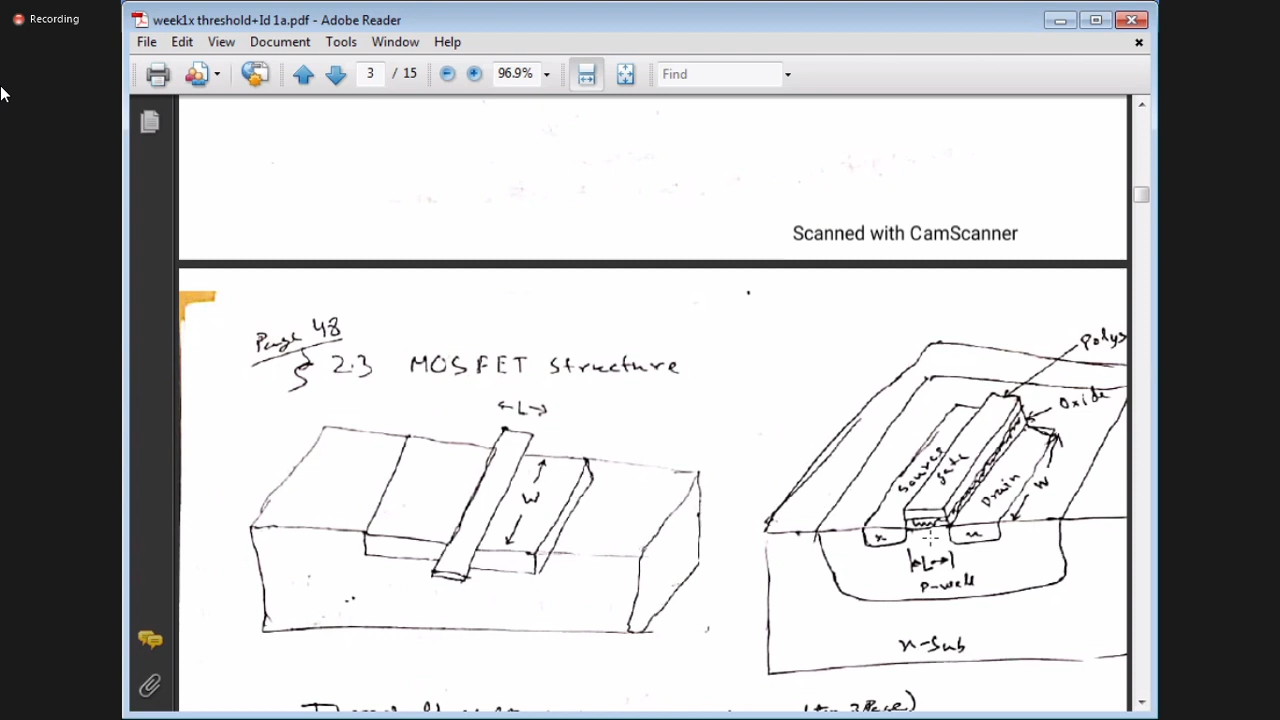 Recording
week1x threshold+Id 1a.pdf - Adobe Reader
File Edit View Document Tools Window Help
3 / 15 96.9% Find
Scanned with CamScanner
Page 48
§ 2.3 MOSFET Structure
L
W
Polys
Oxide
Source
gate
Drain
W
n
n
L
P-well
n-Sub